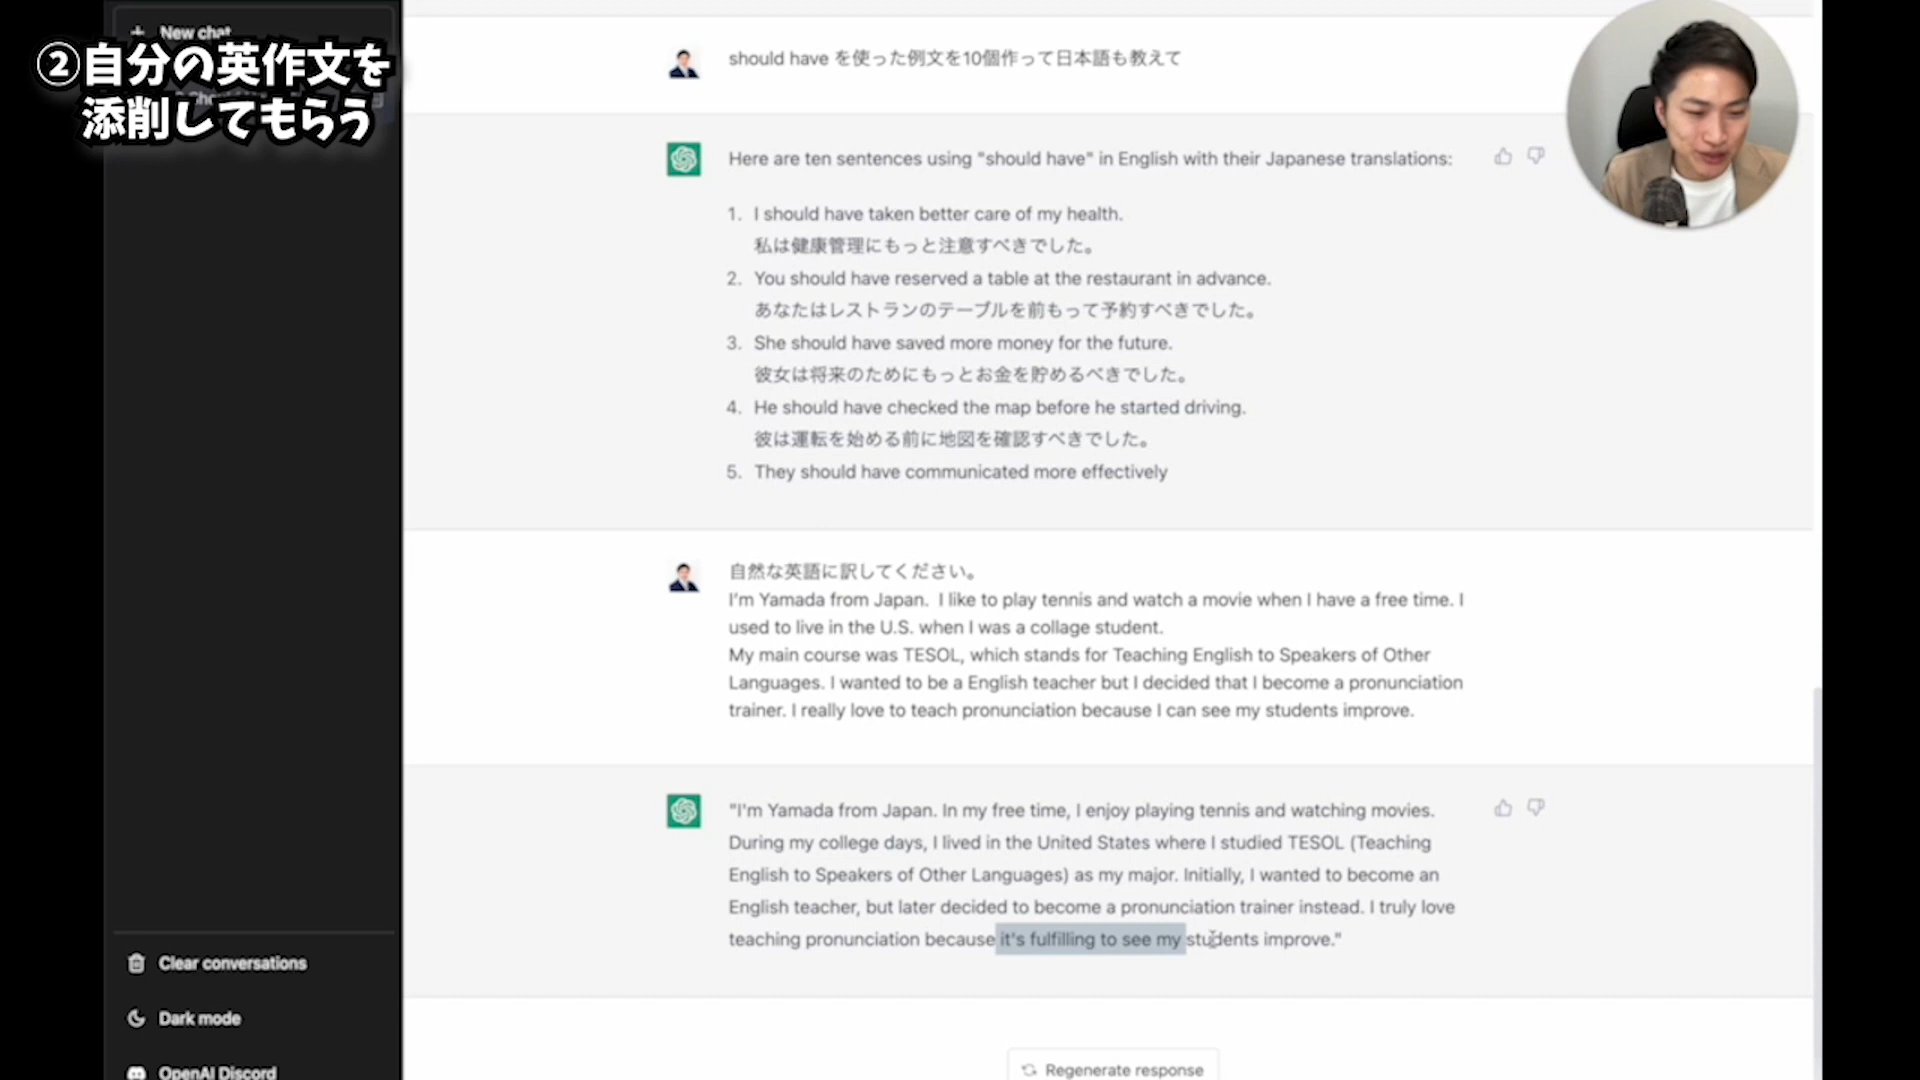 New chat
②自分の英作文を
添削してもらう
should have を使った例文を10個作って日本語も教えて
Here are ten sentences using "should have" in English with their Japanese translations:
1. I should have taken better care of my health.
私は健康管理にもっと注意すべきでした。
2. You should have reserved a table at the restaurant in advance.
あなたはレストランのテーブルを前もって予約すべきでした。
3. She should have saved more money for the future.
彼女は将来のためにもっとお金を貯めるべきでした。
4. He should have checked the map before he started driving.
彼は運転を始める前に地図を確認すべきでした。
5. They should have communicated more effectively
自然な英語に訳してください。
I'm Yamada from Japan.  I like to play tennis and watch a movie when I have a free time. I
used to live in the U.S. when I was a collage student.
My main course was TESOL, which stands for Teaching English to Speakers of Other
Languages. I wanted to be a English teacher but I decided that I become a pronunciation
trainer. I really love to teach pronunciation because I can see my students improve.
"I'm Yamada from Japan. In my free time, I enjoy playing tennis and watching movies.
During my college days, I lived in the United States where I studied TESOL (Teaching
English to Speakers of Other Languages) as my major. Initially, I wanted to become an
English teacher, but later decided to become a pronunciation trainer instead. I truly love
teaching pronunciation because it's fulfilling to see my students improve."
Clear conversations
Dark mode
OpenAI Discord
Regenerate response